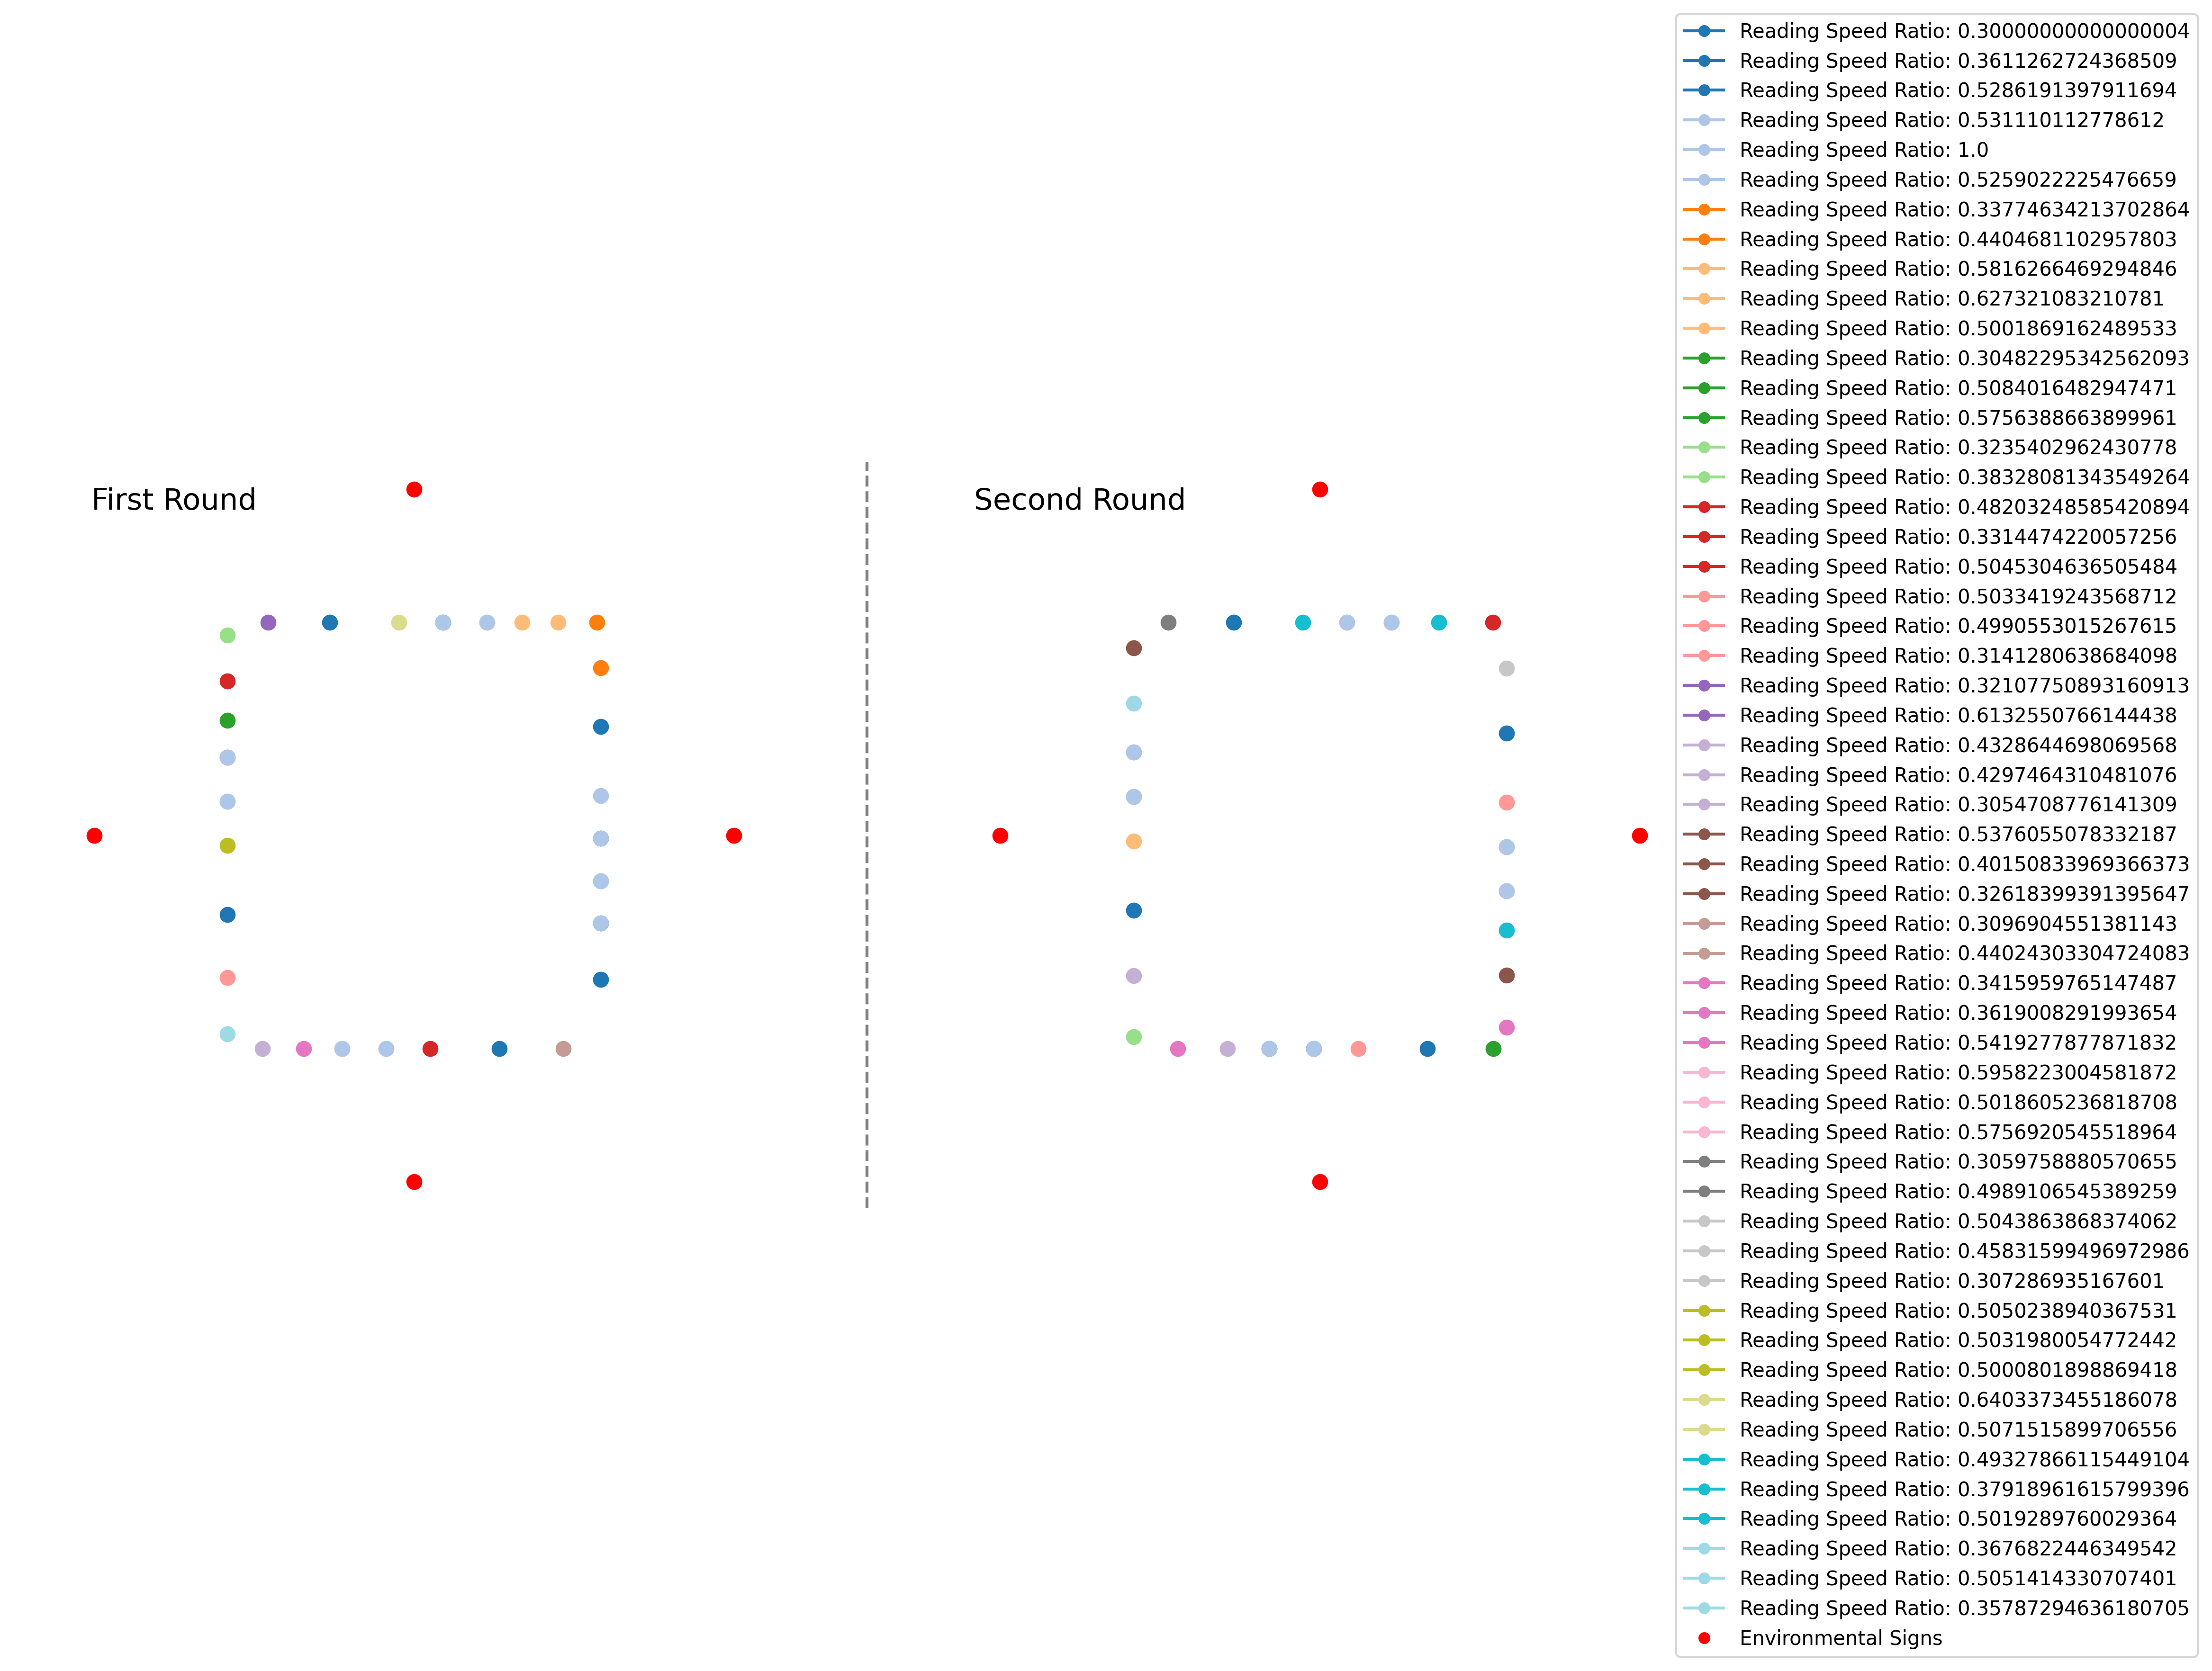 First Round
Second Round
Reading Speed Ratio: 0.30000000000000004
Reading Speed Ratio: 0.3611262724368509
Reading Speed Ratio: 0.5286191397911694
Reading Speed Ratio: 0.531110112778612
Reading Speed Ratio: 1.0
Reading Speed Ratio: 0.5259022225476659
Reading Speed Ratio: 0.33774634213702864
Reading Speed Ratio: 0.4404681102957803
Reading Speed Ratio: 0.5816266469294846
Reading Speed Ratio: 0.627321083210781
Reading Speed Ratio: 0.5001869162489533
Reading Speed Ratio: 0.30482295342562093
Reading Speed Ratio: 0.5084016482947471
Reading Speed Ratio: 0.5756388663899961
Reading Speed Ratio: 0.3235402962430778
Reading Speed Ratio: 0.38328081343549264
Reading Speed Ratio: 0.48203248585420894
Reading Speed Ratio: 0.3314474220057256
Reading Speed Ratio: 0.5045304636505484
Reading Speed Ratio: 0.5033419243568712
Reading Speed Ratio: 0.4990553015267615
Reading Speed Ratio: 0.3141280638684098
Reading Speed Ratio: 0.32107750893160913
Reading Speed Ratio: 0.6132550766144438
Reading Speed Ratio: 0.4328644698069568
Reading Speed Ratio: 0.4297464310481076
Reading Speed Ratio: 0.3054708776141309
Reading Speed Ratio: 0.5376055078332187
Reading Speed Ratio: 0.40150833969366373
Reading Speed Ratio: 0.32618399391395647
Reading Speed Ratio: 0.3096904551381143
Reading Speed Ratio: 0.44024303304724083
Reading Speed Ratio: 0.3415959765147487
Reading Speed Ratio: 0.3619008291993654
Reading Speed Ratio: 0.5419277877871832
Reading Speed Ratio: 0.5958223004581872
Reading Speed Ratio: 0.5018605236818708
Reading Speed Ratio: 0.5756920545518964
Reading Speed Ratio: 0.3059758880570655
Reading Speed Ratio: 0.4989106545389259
Reading Speed Ratio: 0.5043863868374062
Reading Speed Ratio: 0.45831599496972986
Reading Speed Ratio: 0.307286935167601
Reading Speed Ratio: 0.5050238940367531
Reading Speed Ratio: 0.5031980054772442
Reading Speed Ratio: 0.5000801898869418
Reading Speed Ratio: 0.6403373455186078
Reading Speed Ratio: 0.5071515899706556
Reading Speed Ratio: 0.49327866115449104
Reading Speed Ratio: 0.37918961615799396
Reading Speed Ratio: 0.5019289760029364
Reading Speed Ratio: 0.3676822446349542
Reading Speed Ratio: 0.5051414330707401
Reading Speed Ratio: 0.35787294636180705
Environmental Signs